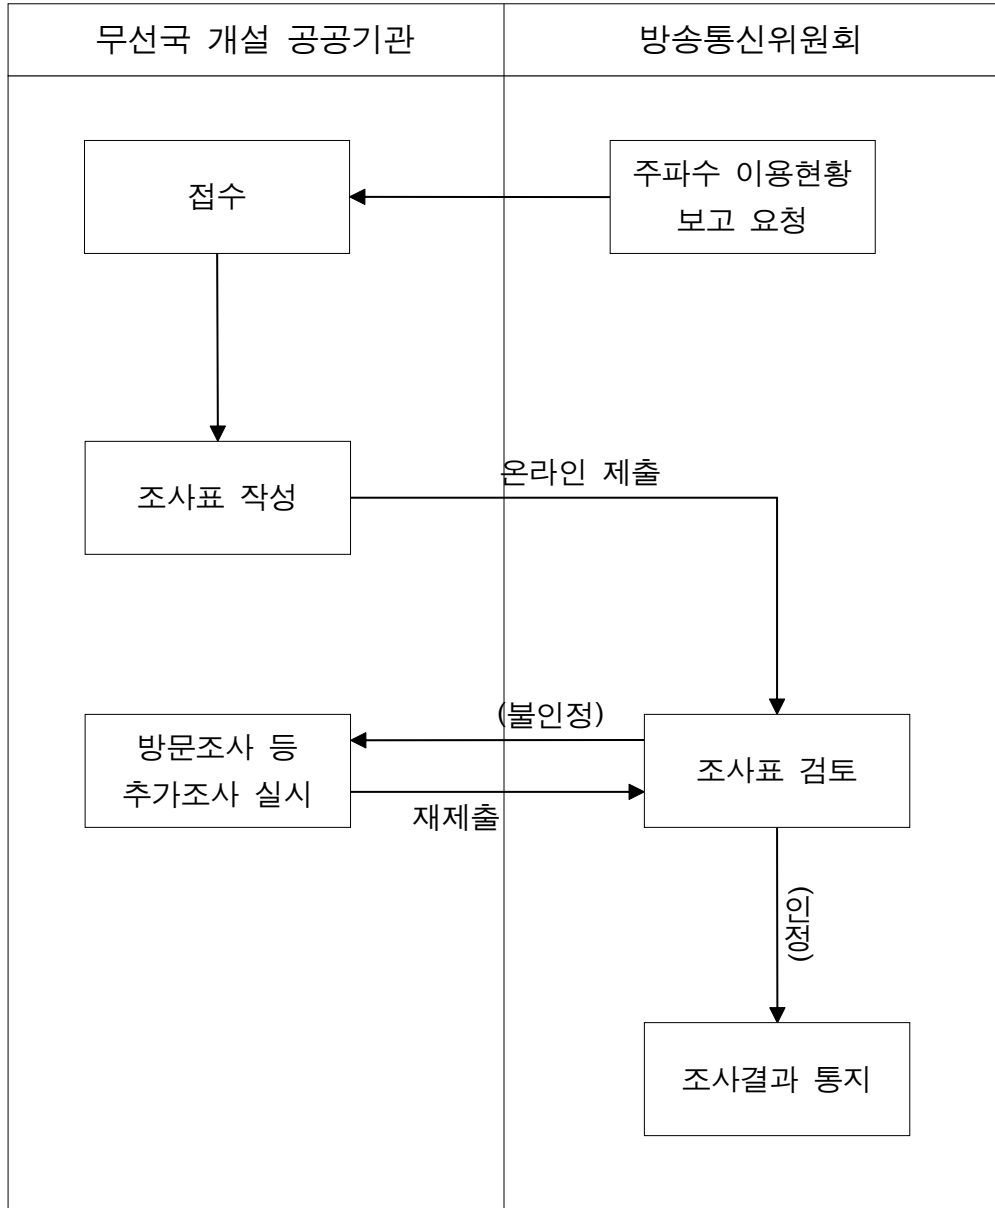 무선국 개설 공공기관
방송통신위원회
접수
주파수 이용현황
보고 요청
조사표 작성
온라인 제출
방문조사 등
추가조사 실시
(불인정)
재제출
조사표 검토
(인정)
조사결과 통지